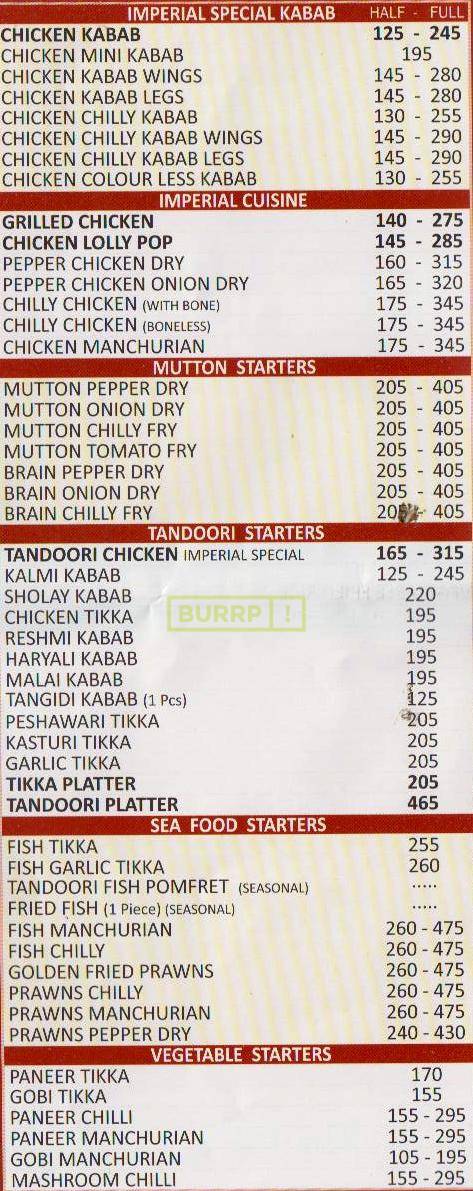 IMPERIAL SPECIAL KABAB HALF - FULL
CHICKEN KABAB 125 - 245
CHICKEN MINI KABAB 195
CHICKEN KABAB WINGS 145 - 280
CHICKEN KABAB LEGS 145 - 280
CHICKEN CHILLY KABAB 130 - 255
CHICKEN CHILLY KABAB WINGS 145 - 290
CHICKEN CHILLY KABAB LEGS 145 - 290
CHICKEN COLOUR LESS KABAB 130 - 255
IMPERIAL CUISINE
GRILLED CHICKEN 140 - 275
CHICKEN LOLLY POP 145 - 285
PEPPER CHICKEN DRY 160 - 315
PEPPER CHICKEN ONION DRY 165 - 320
CHILLY CHICKEN (WITH BONE) 175 - 345
CHILLY CHICKEN (BONELESS) 175 - 345
CHICKEN MANCHURIAN 175 - 345
MUTTON STARTERS
MUTTON PEPPER DRY 205 - 405
MUTTON ONION DRY 205 - 405
MUTTON CHILLY FRY 205 - 405
MUTTON TOMATO FRY 205 - 405
BRAIN PEPPER DRY 205 - 405
BRAIN ONION DRY 205 - 405
BRAIN CHILLY FRY 205 - 405
TANDOORI STARTERS
TANDOORI CHICKEN IMPERIAL SPECIAL 165 - 315
KALMI KABAB 125 - 245
SHOLAY KABAB 220
CHICKEN TIKKA 195
BURRP!
RESHMI KABAB 195
HARYALI KABAB 195
MALAI KABAB 195
TANGIDI KABAB (1 Pcs) 125
PESHAWARI TIKKA 205
KASTURI TIKKA 205
GARLIC TIKKA 205
TIKKA PLATTER 205
TANDOORI PLATTER 465
SEA FOOD STARTERS
FISH TIKKA 255
FISH GARLIC TIKKA 260
TANDOORI FISH POMFRET (SEASONAL) .....
FRIED FISH (1 Piece) (SEASONAL) .....
FISH MANCHURIAN 260 - 475
FISH CHILLY 260 - 475
GOLDEN FRIED PRAWNS 260 - 475
PRAWNS CHILLY 260 - 475
PRAWNS MANCHURIAN 260 - 475
PRAWNS PEPPER DRY 240 - 430
VEGETABLE STARTERS
PANEER TIKKA 170
GOBI TIKKA 155
PANEER CHILLI 155 - 295
PANEER MANCHURIAN 155 - 295
GOBI MANCHURIAN 105 - 195
MASHROOM CHILLI 155 - 295